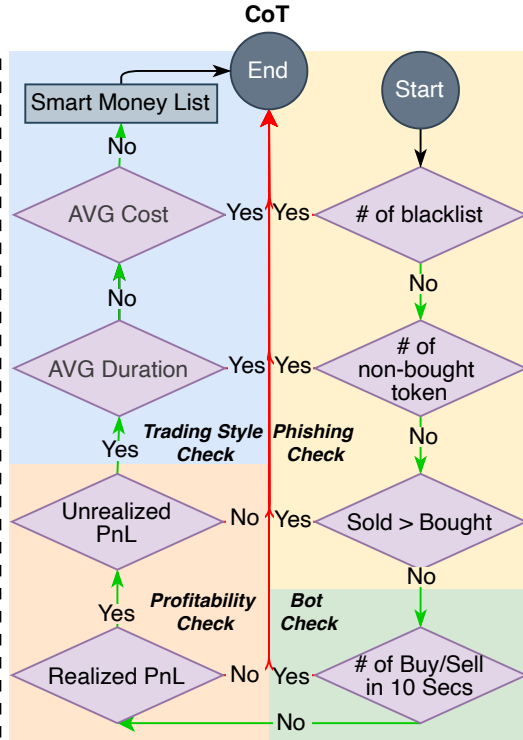 CoT
End
Start
Smart Money List
No
AVG Cost
Yes
Yes
# of blacklist
No
No
AVG Duration
Yes
Yes
# of
non-bought
token
Yes
Trading Style
Check
Phishing
Check
No
Unrealized
PnL
No
Yes
Sold > Bought
Yes
Profitability
Check
Bot
Check
No
Realized PnL
No
Yes
# of Buy/Sell
in 10 Secs
No